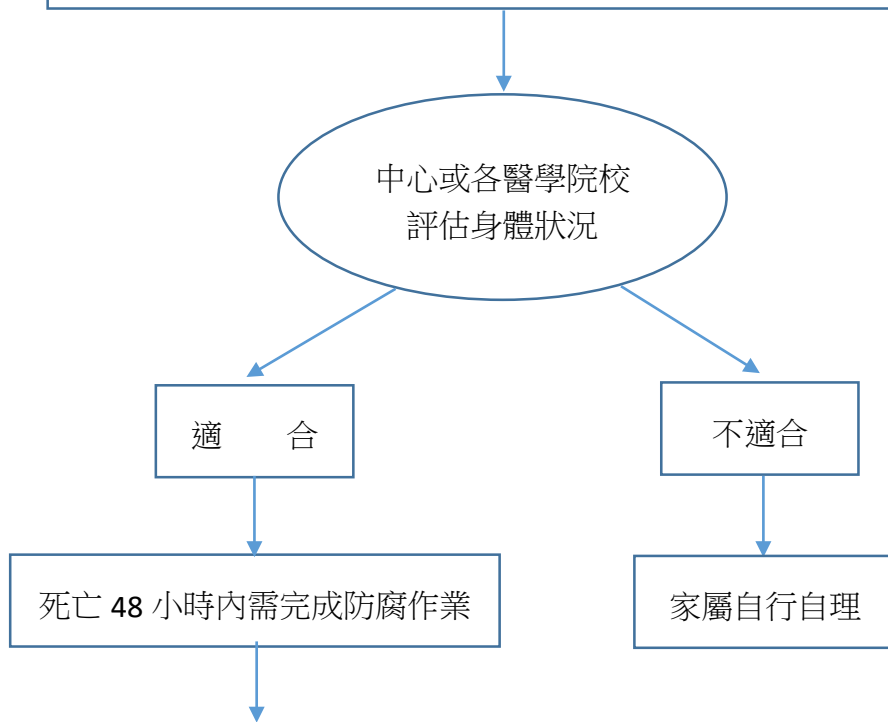 中心或各醫學院校
評估身體狀况
適　　合
不適合
死亡 48 小時內需完成防腐作業
家屬自行自理